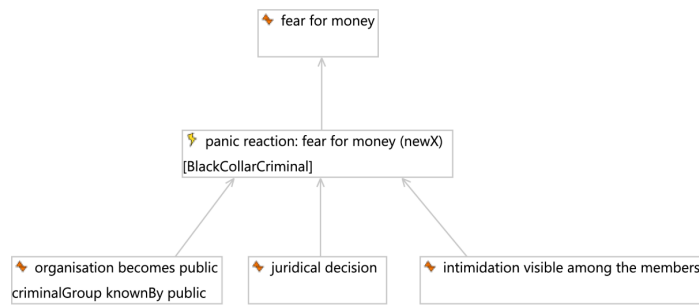 fear for money
panic reaction: fear for money (newX)
[BlackCollarCriminal]
organisation becomes public
criminalGroup knownBy public
juridical decision
intimidation visible among the members